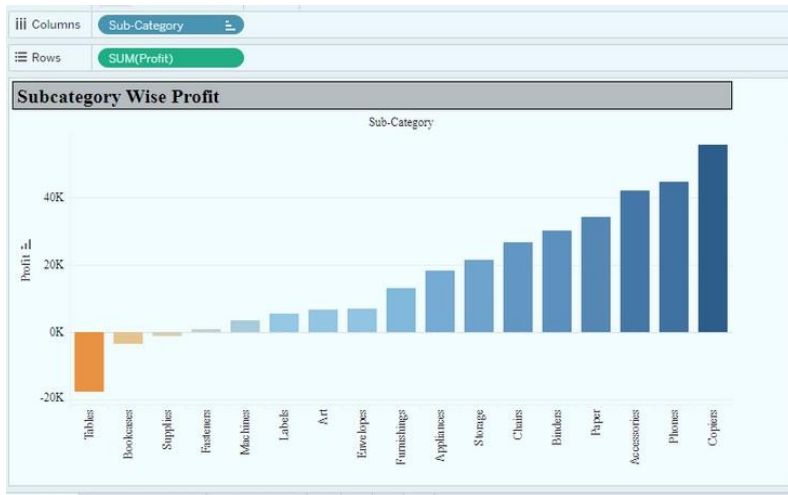 Columns
Sub-Category
Rows
SUM(Profit)
Subcategory Wise Profit
Sub-Category
Profit
40K
20K
0K
-20K
Tables
Bookcases
Supplies
Fasteners
Machines
Labels
Art
Envelopes
Furnishings
Appliances
Storage
Chairs
Binders
Paper
Accessories
Phones
Copiers